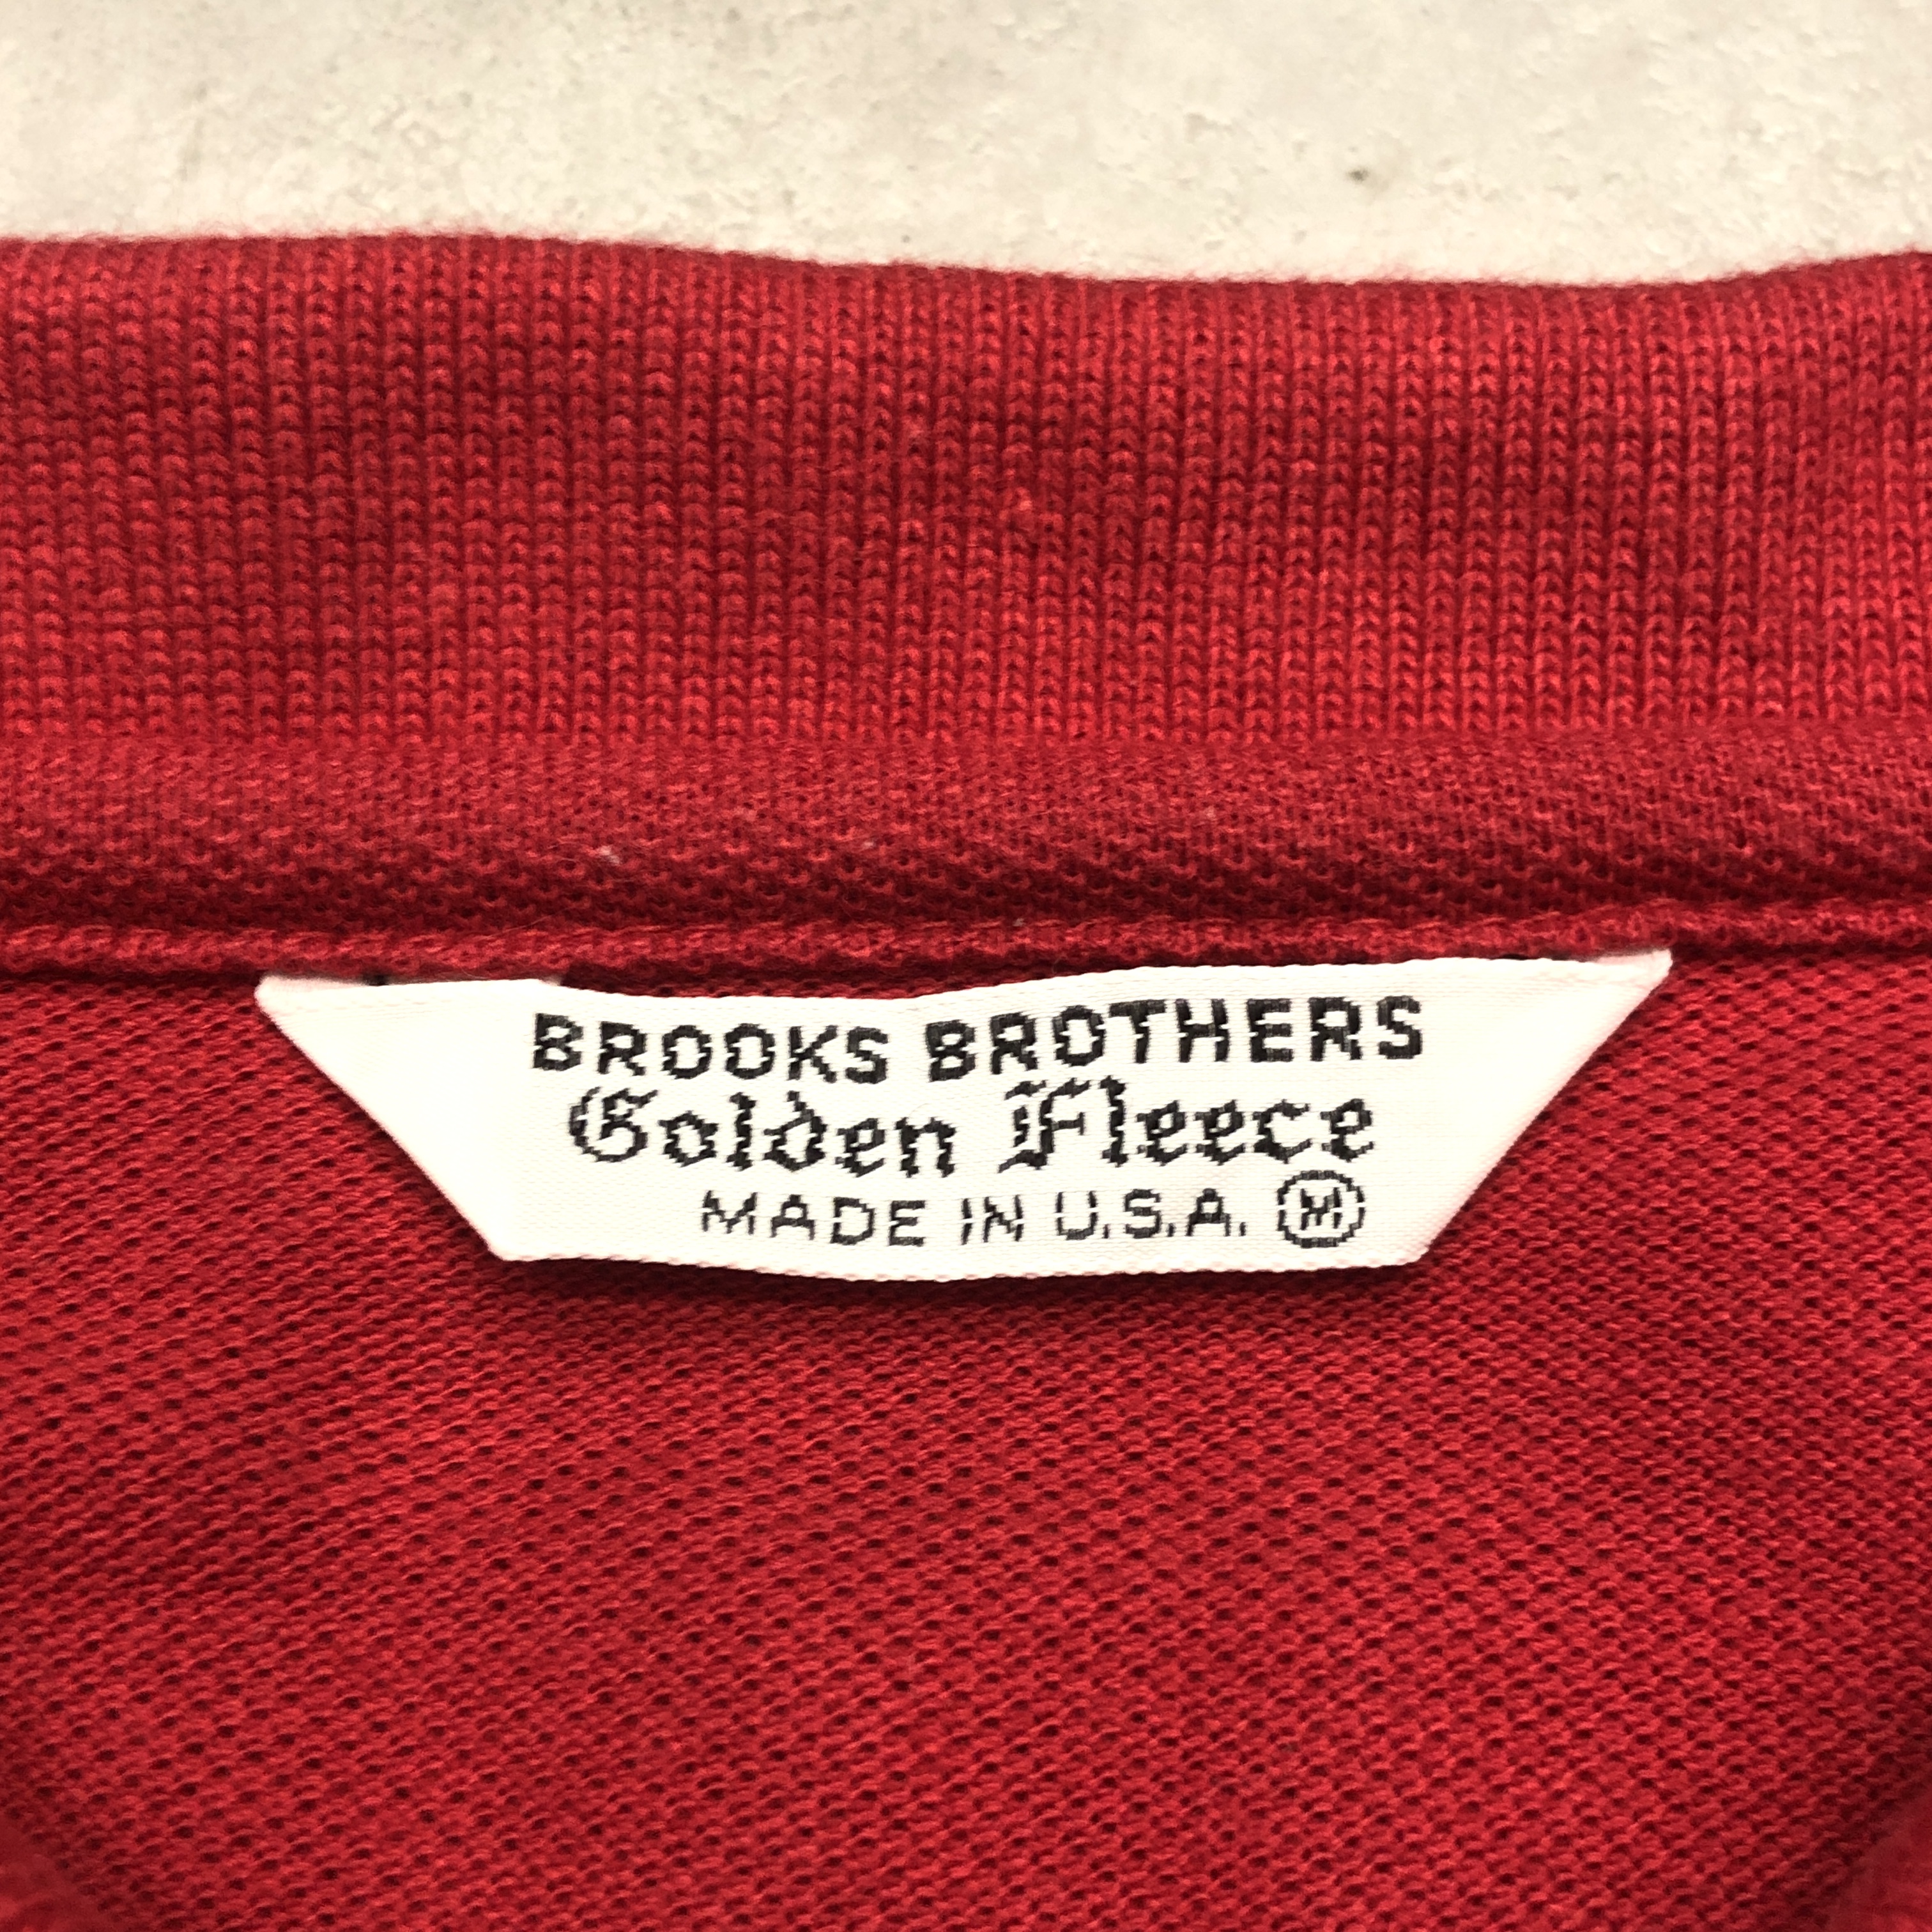 BROOKS BROTHERS
Golden Fleece
MADE IN U.S.A. Ⓜ